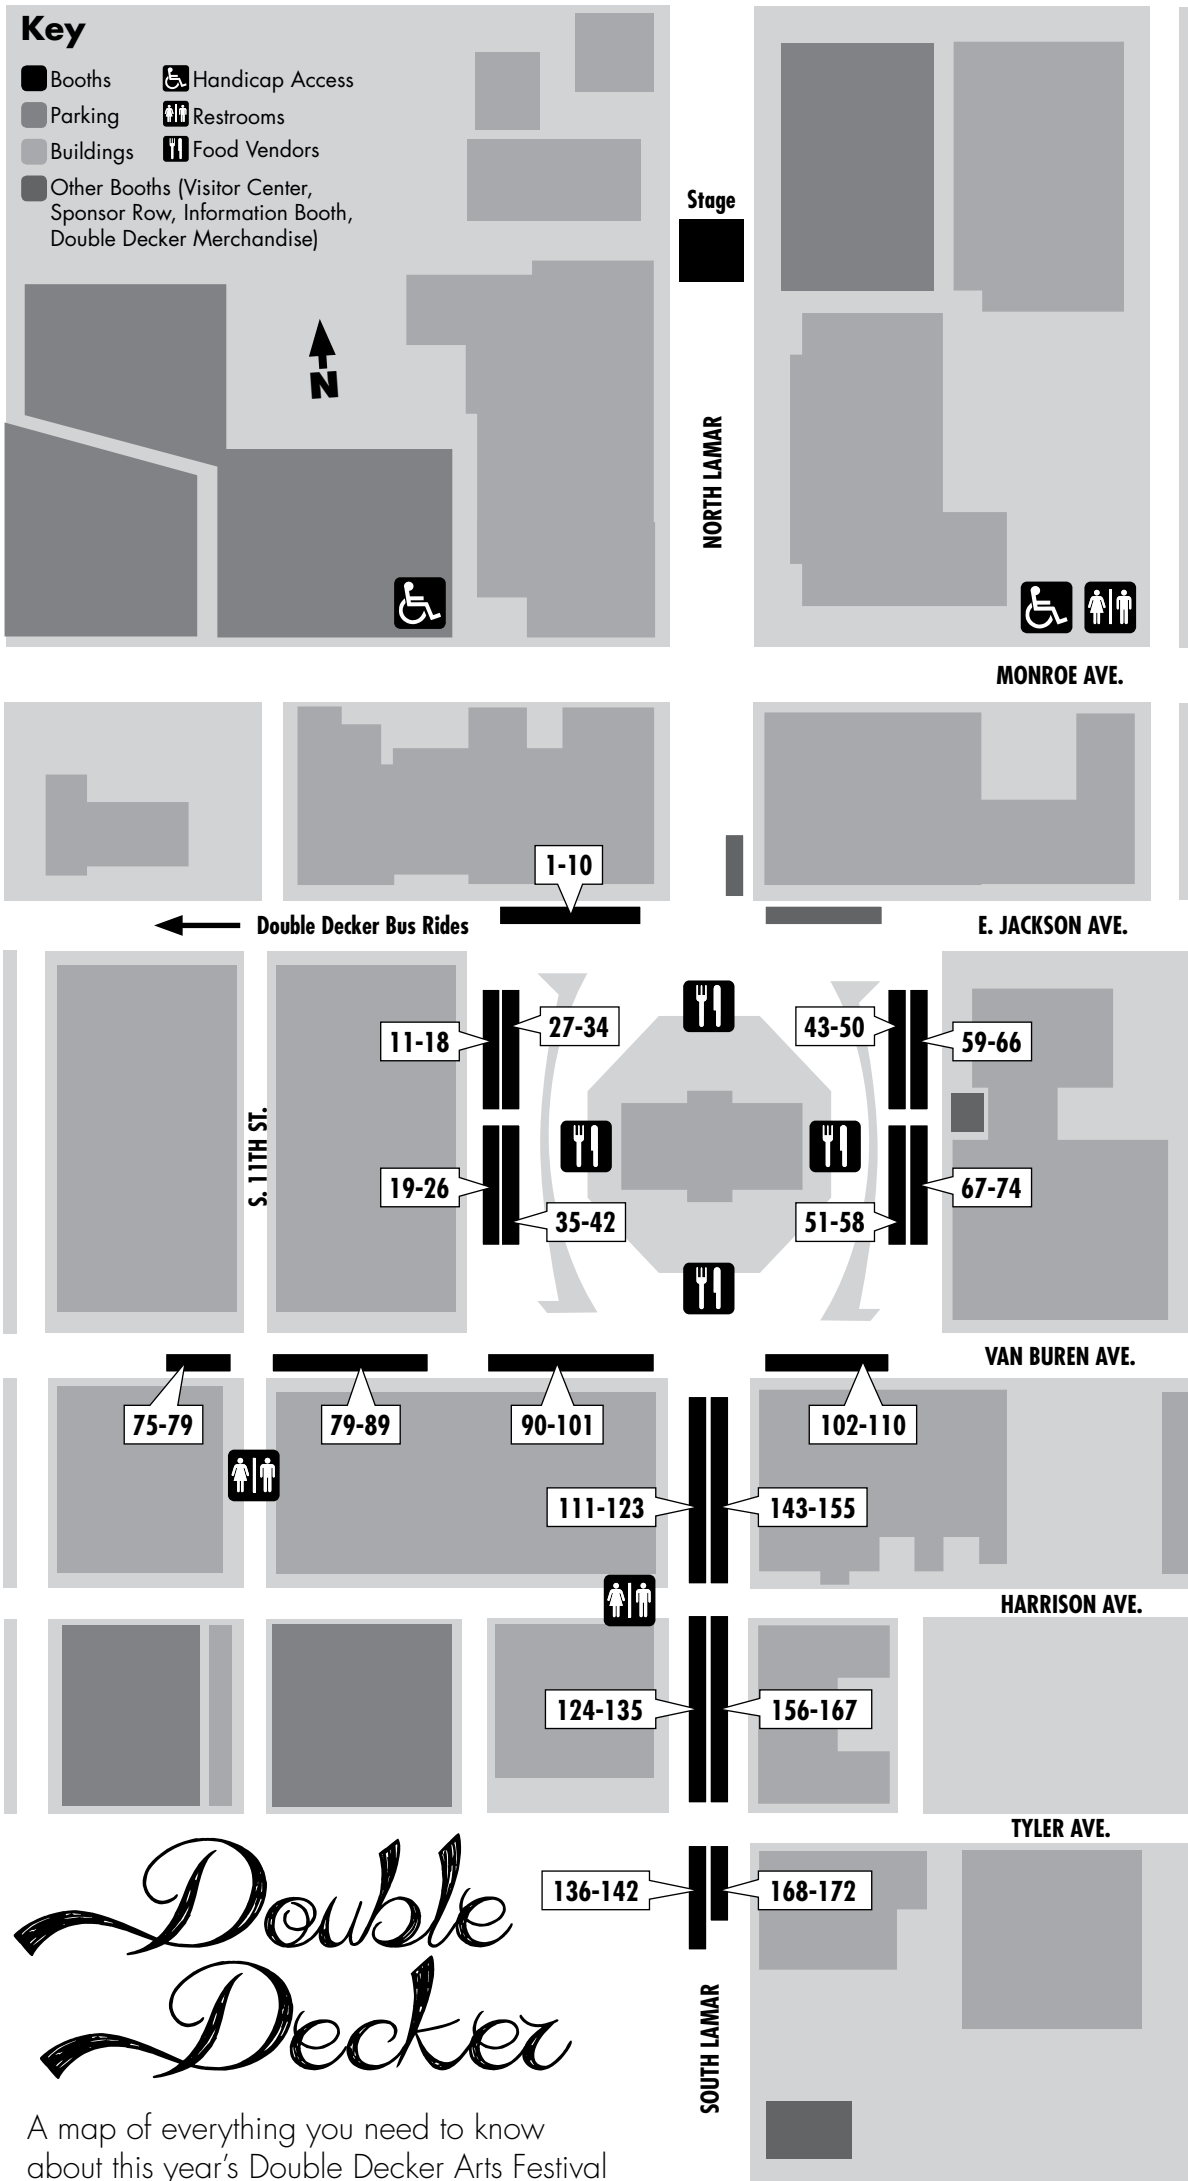 Key
Booths
Handicap Access
Parking
Restrooms
Buildings
Food Vendors
Other Booths (Visitor Center,
Sponsor Row, Information Booth,
Double Decker Merchandise)
Stage
N
NORTH LAMAR
MONROE AVE.
1-10
Double Decker Bus Rides
E. JACKSON AVE.
11-18
27-34
43-50
59-66
S. 11TH ST.
19-26
35-42
51-58
67-74
VAN BUREN AVE.
75-79
79-89
90-101
102-110
111-123
143-155
HARRISON AVE.
124-135
156-167
TYLER AVE.
136-142
168-172
SOUTH LAMAR
Double
Decker
A map of everything you need to know
about this year's Double Decker Arts Festival